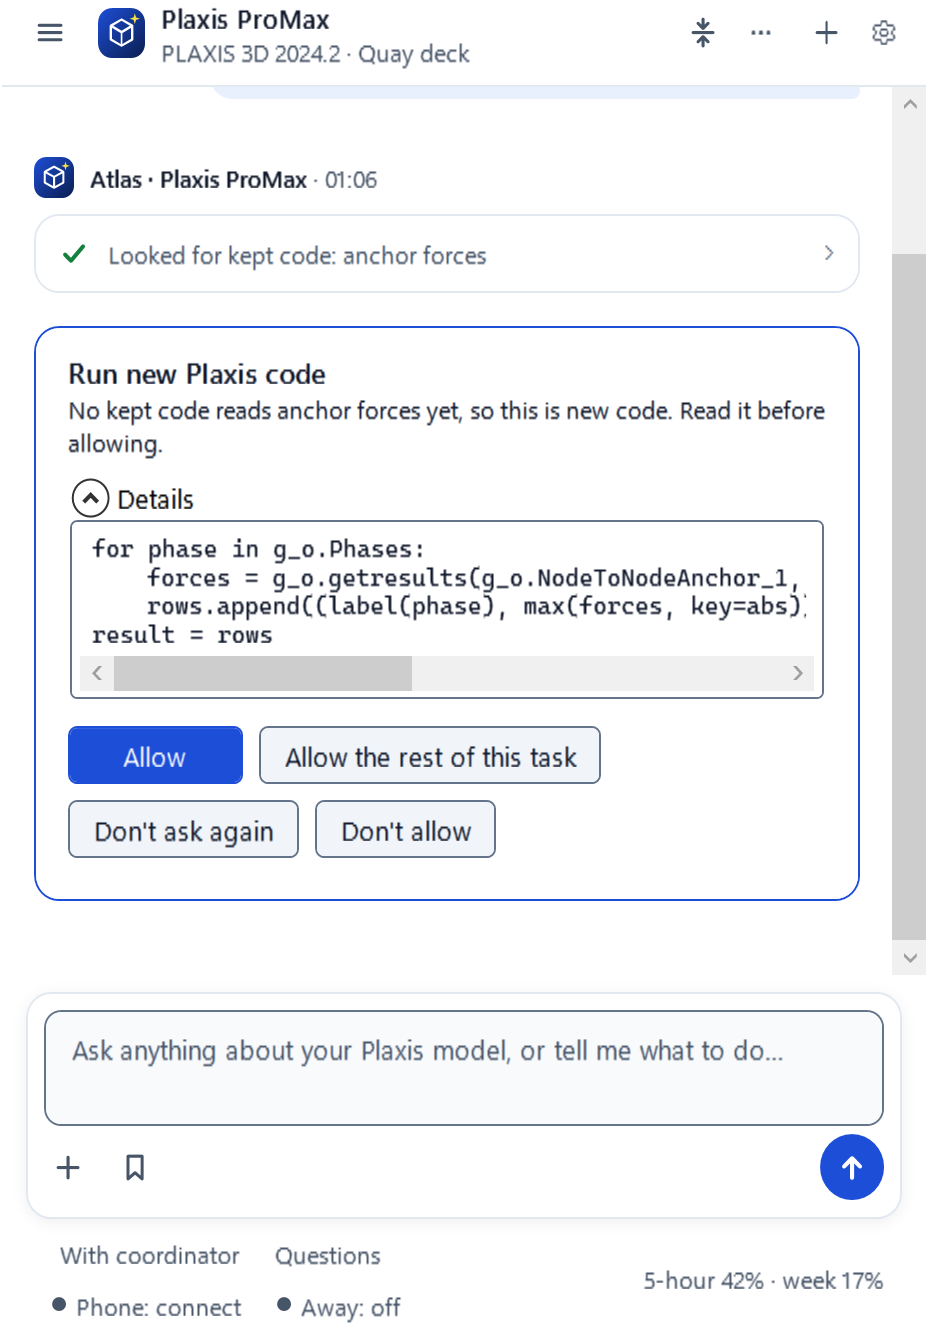 Plaxis ProMax
PLAXIS 3D 2024.2 · Quay deck
Atlas · Plaxis ProMax · 01:06
Looked for kept code: anchor forces
Run new Plaxis code
No kept code reads anchor forces yet, so this is new code. Read it before
allowing.
Details
for phase in g_o.Phases:
    forces = g_o.getresults(g_o.NodeToNodeAnchor_1,
    rows.append((label(phase), max(forces, key=abs))
result = rows
Allow
Allow the rest of this task
Don't ask again
Don't allow
Ask anything about your Plaxis model, or tell me what to do...
With coordinator
Questions
5-hour 42% · week 17%
Phone: connect
Away: off